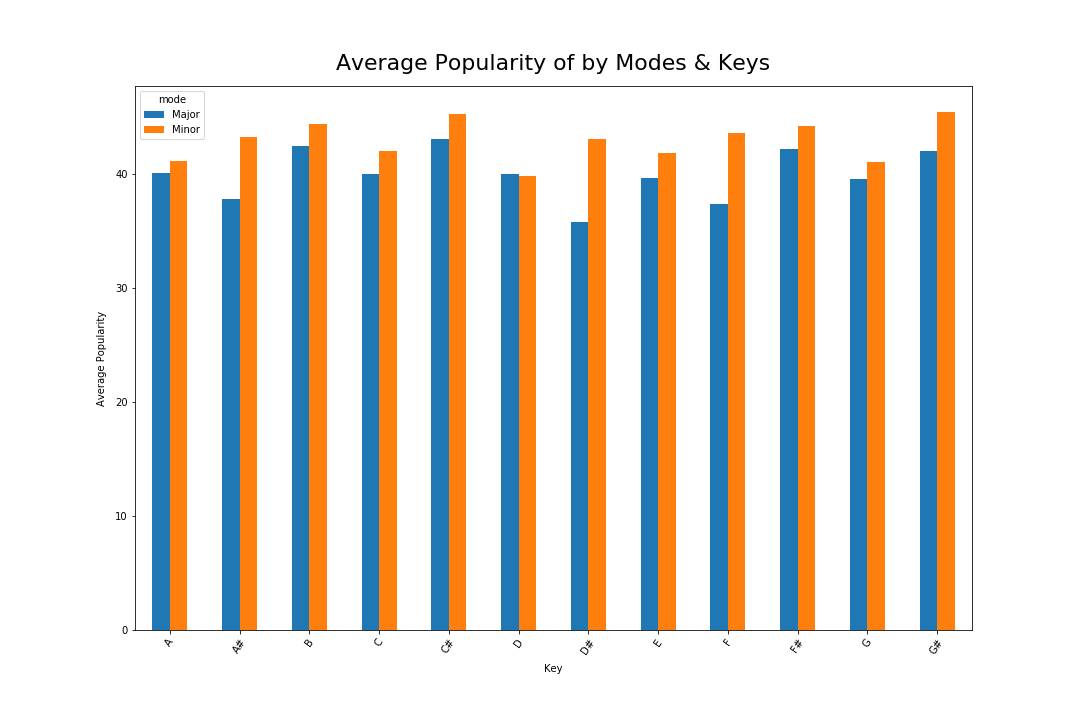 Average Popularity of by Modes & Keys
mode
Major
Minor
Average Popularity
40
30
20
10
0
A
A#
B
C
C#
D
D#
E
F
F#
G
G#
Key